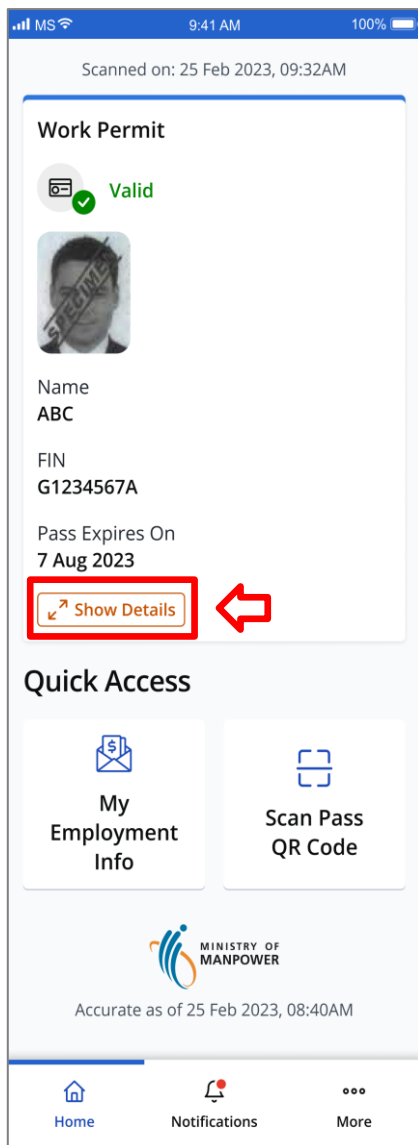 MS 9:41 AM 100%
Scanned on: 25 Feb 2023, 09:32AM
Work Permit
Valid
SPECIMEN
Name
ABC
FIN
G1234567A
Pass Expires On
7 Aug 2023
Show Details
Quick Access
My
Employment
Info
Scan Pass
QR Code
MINISTRY OF
MANPOWER
Accurate as of 25 Feb 2023, 08:40AM
Home Notifications More